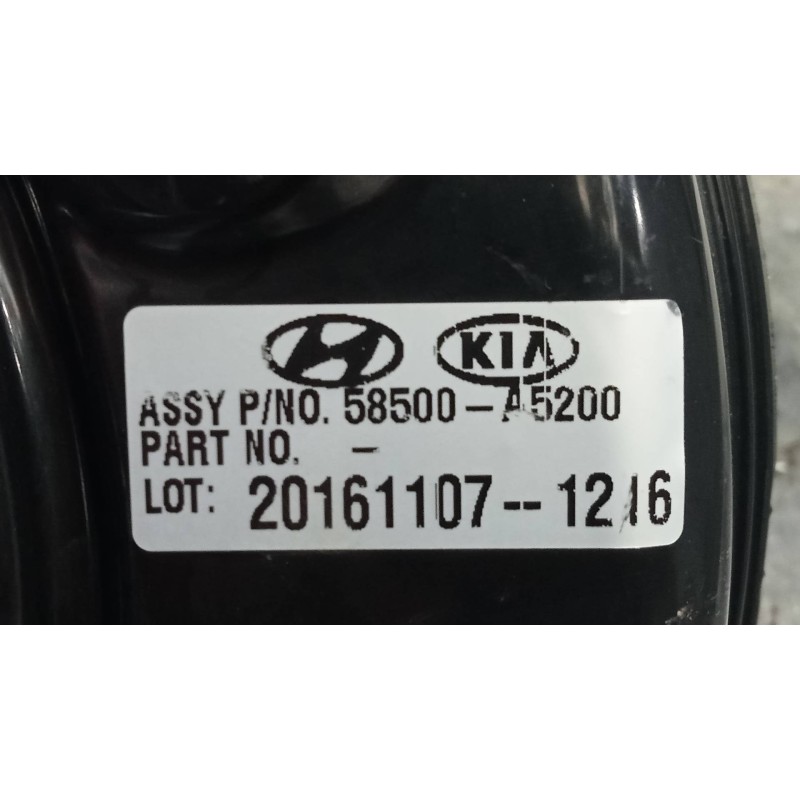 KIA
ASSY P/NO. 58500-A5200
PART NO. -
LOT: 20161107--1216